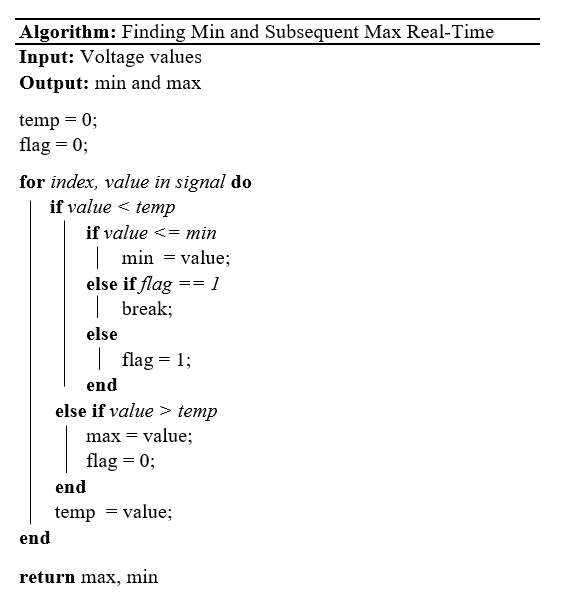 Algorithm: Finding Min and Subsequent Max Real-Time
Input: Voltage values
Output: min and max
temp = 0;
flag = 0;
for index, value in signal do
if value < temp
if value <= min
min = value;
else if flag == 1
break;
else
flag = 1;
end
else if value > temp
max = value;
flag = 0;
end
temp = value;
end
return max, min